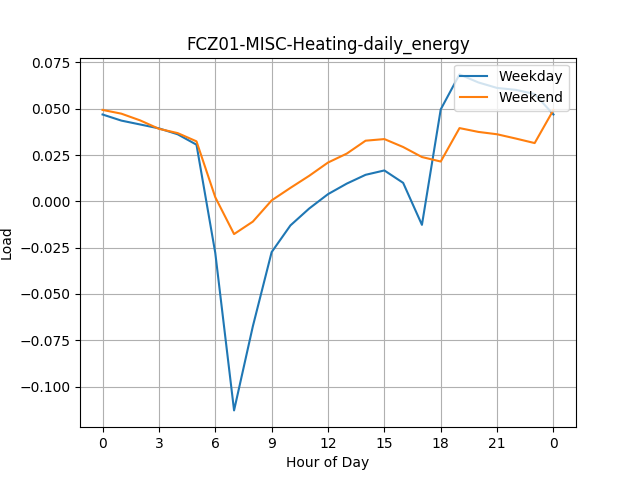 FCZ01-MISC-Heating-daily_energy
Weekday
Weekend
0.075
0.050
0.025
0.000
−0.025
−0.050
−0.075
−0.100
Load
0 3 6 9 12 15 18 21 0
Hour of Day